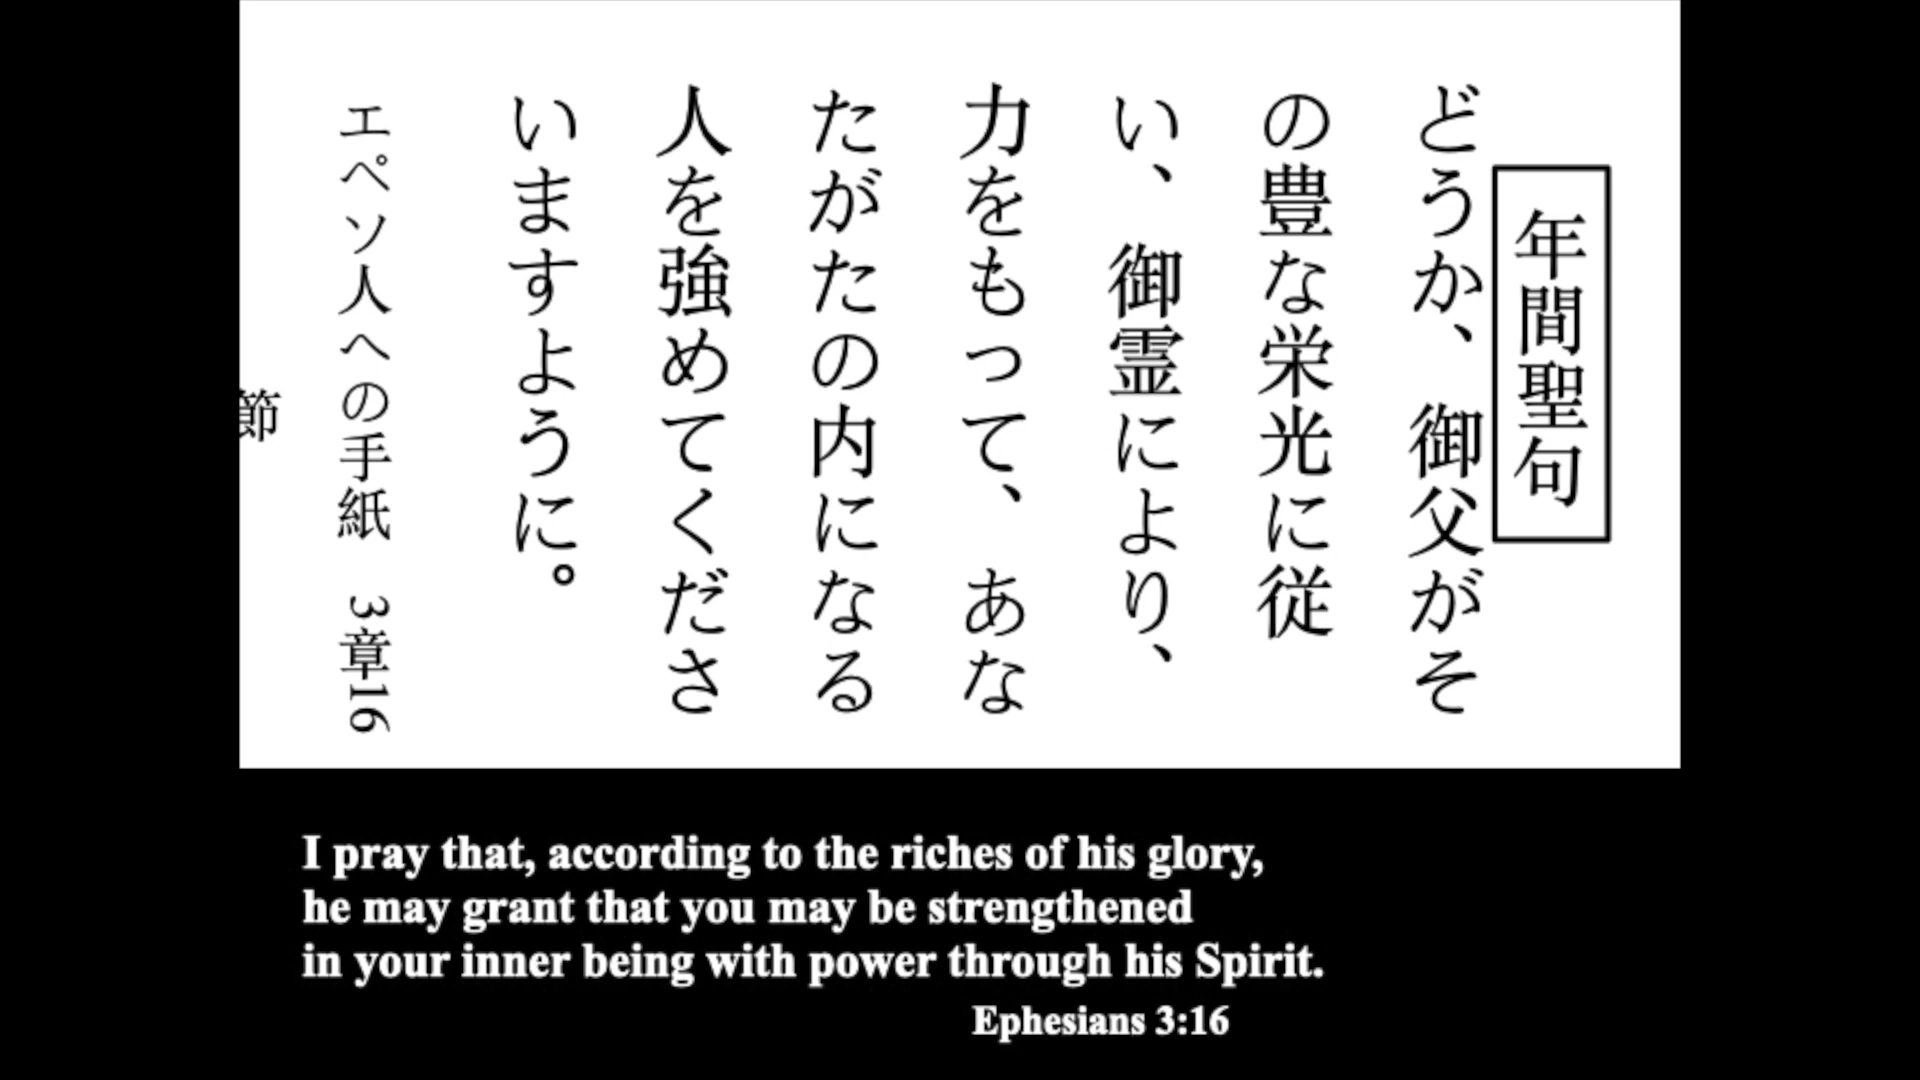 年間聖句
どうか、御父がそ
の豊な栄光に従
い、御霊により、
力をもって、あな
たがたの内になる
人を強めてくださ
いますように。
エペソ人への手紙 3章16
節
I pray that, according to the riches of his glory,
he may grant that you may be strengthened
in your inner being with power through his Spirit.
Ephesians 3:16